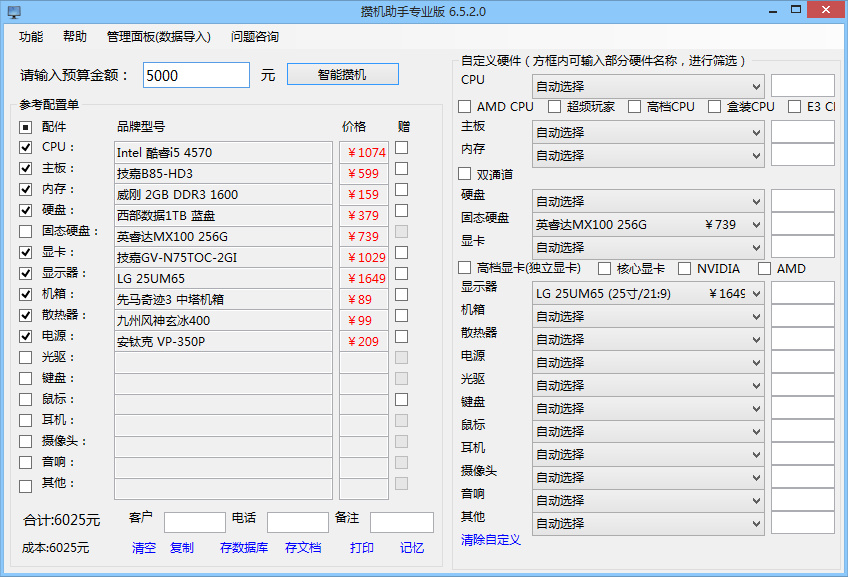 攒机助手专业版 6.5.2.0
功能 帮助 管理面板(数据导入) 问题咨询
请输入预算金额： 5000 元 智能攒机
参考配置单
配件 品牌型号 价格 赠
CPU： Intel 酷睿i5 4570 ￥1074
主板： 技嘉B85-HD3 ￥599
内存： 威刚 2GB DDR3 1600 ￥159
硬盘： 西部数据1TB 蓝盘 ￥379
固态硬盘： 英睿达MX100 256G ￥739
显卡： 技嘉GV-N75TOC-2GI ￥1029
显示器： LG 25UM65 ￥1649
机箱： 先马奇迹3 中塔机箱 ￥89
散热器： 九州风神玄冰400 ￥99
电源： 安钛克 VP-350P ￥209
光驱：
键盘：
鼠标：
耳机：
摄像头：
音响：
其他：
合计:6025元 客户 电话 备注
成本:6025元 清空 复制 存数据库 存文档 打印 记忆
自定义硬件（方框内可输入部分硬件名称，进行筛选）
CPU 自动选择
AMD CPU 超频玩家 高档CPU 盒装CPU E3 C
主板 自动选择
内存 自动选择
双通道
硬盘 自动选择
固态硬盘 英睿达MX100 256G ￥739
显卡 自动选择
高档显卡(独立显卡) 核心显卡 NVIDIA AMD
显示器 LG 25UM65 (25寸/21:9) ￥1649
机箱 自动选择
散热器 自动选择
电源 自动选择
光驱 自动选择
键盘 自动选择
鼠标 自动选择
耳机 自动选择
摄像头 自动选择
音响 自动选择
其他 自动选择
清除自定义